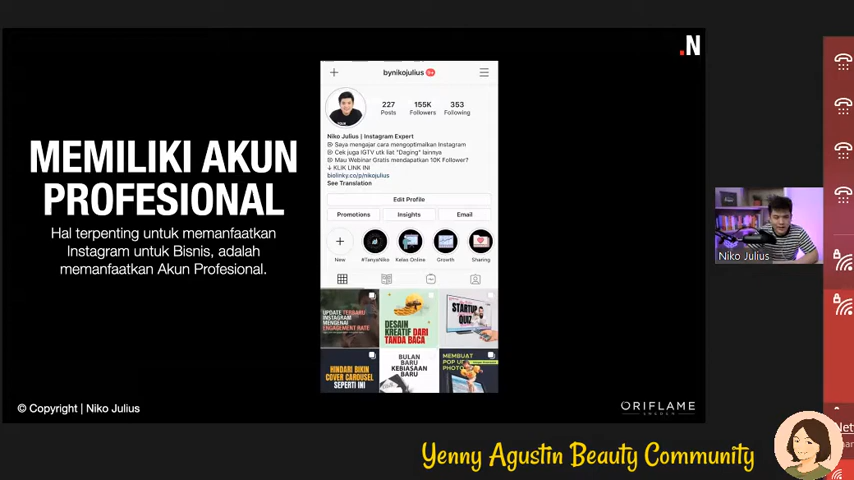 .N
MEMILIKI AKUN
PROFESIONAL
Hal terpenting untuk memanfaatkan
Instagram untuk Bisnis, adalah
memanfaatkan Akun Profesional.
bynikojulius
227
155K
353
Posts
Followers
Following
Niko Julius | Instagram Expert
Saya mengajar cara mengoptimalkan Instagram
Cek juga IGTV utk liat "Daging" lainnya
Mau Webinar Gratis mendapatkan 10K Follower?
↓ KLIK LINK INI
biolinky.co/p/nikojulius
See Translation
Edit Profile
Promotions
Insights
Email
New
#TanyaNiko
Kelas Online
Growth
Sharing
UPDATE TERBARU
INSTAGRAM
MENGENAI
ENGAGEMENT RATE
DESAIN
KREATIF DARI
TANDA BACA
STARTUP
QUIZ
HINDARI BIKIN
COVER CAROUSEL
SEPERTI INI
BULAN
BARU
KEBIASAAN
BARU
MEMBUAT
POP UP
PHOTO
Niko Julius
© Copyright | Niko Julius
ORIFLAME
SWEDEN
Yenny Agustin Beauty Community